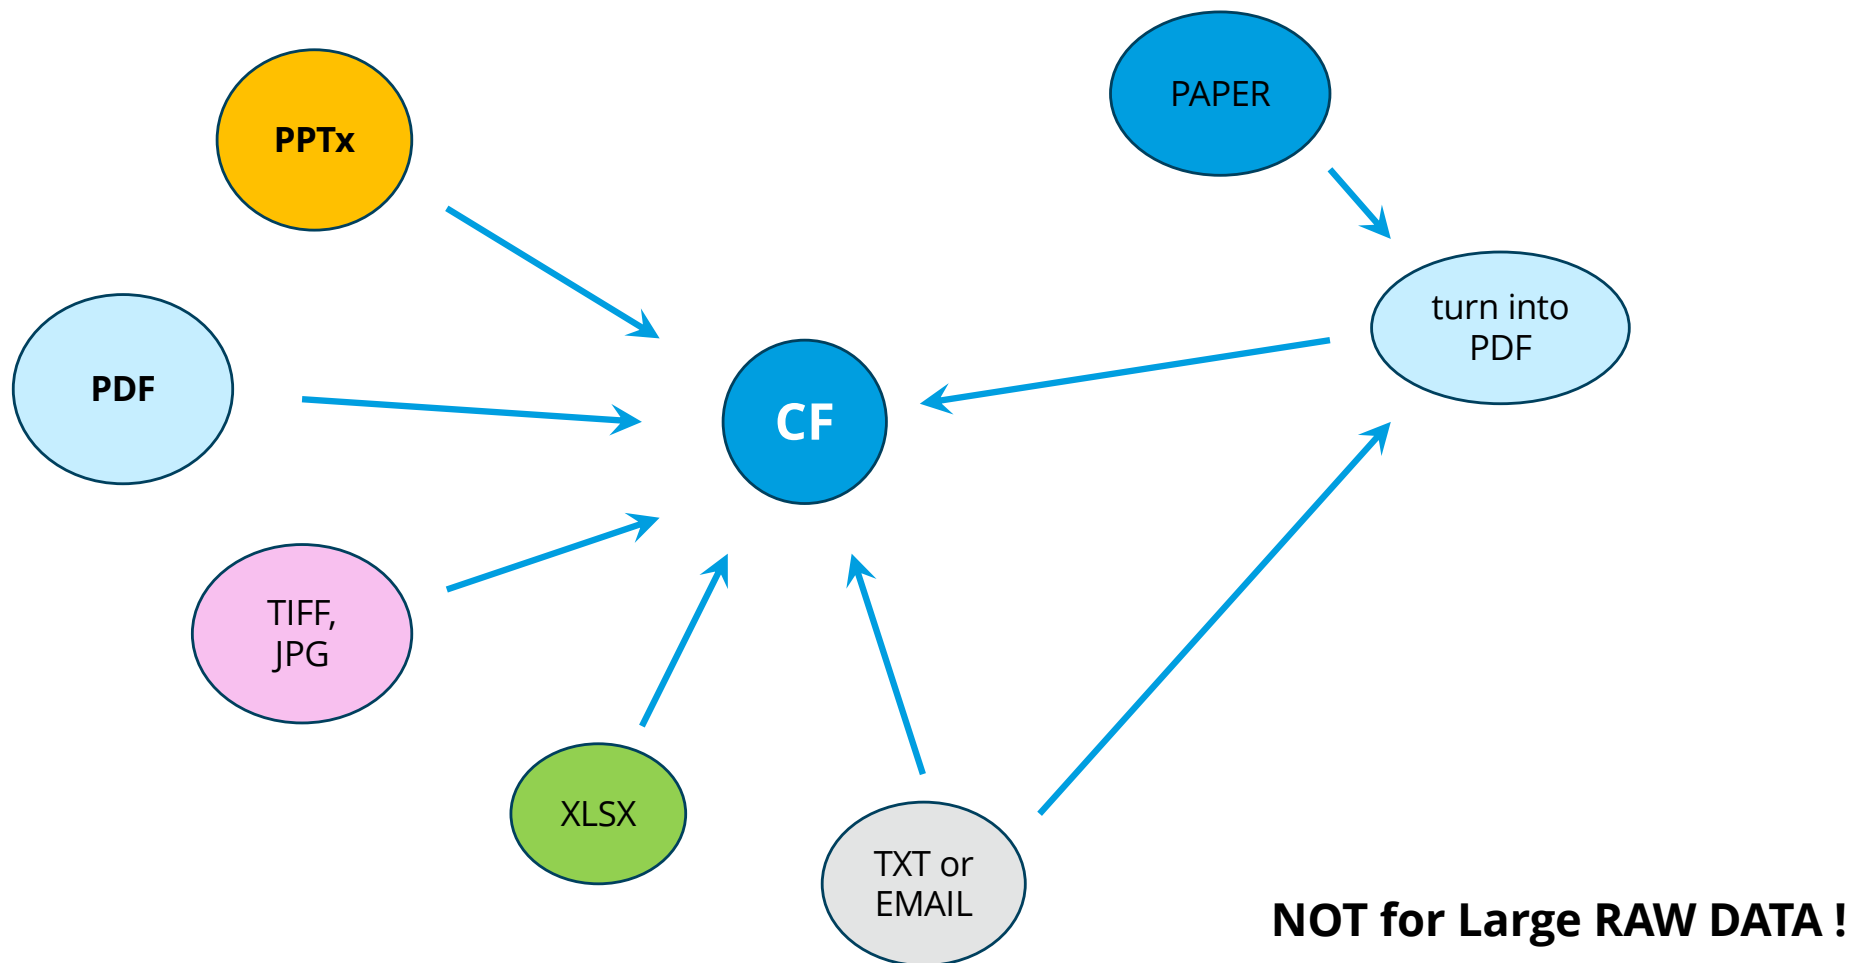 PAPER
PPTx
turn into
PDF
PDF
CF
TIFF,
JPG
XLSX
TXT or
EMAIL
NOT for Large RAW DATA !